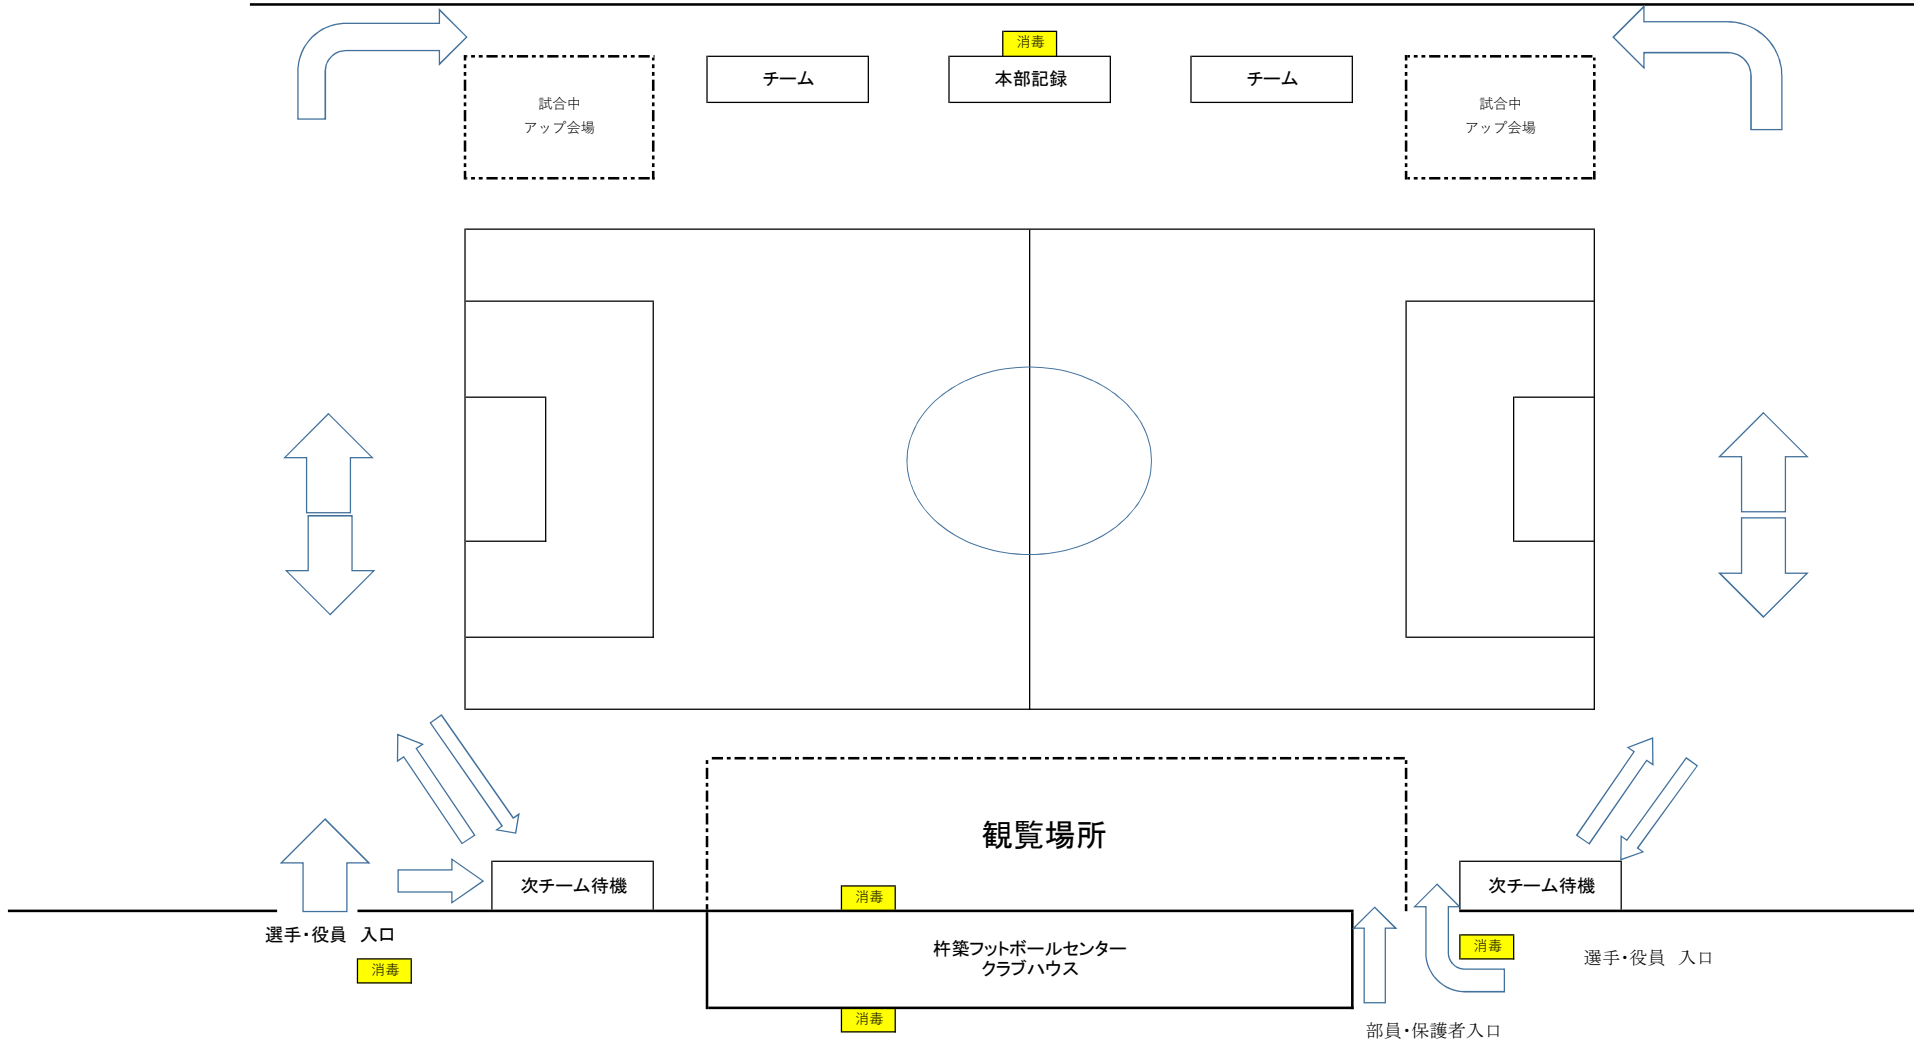 消毒
チーム
本部記録
チーム
試合中
アップ会場
試合中
アップ会場
観覧場所
次チーム待機
消毒
次チーム待機
選手・役員　入口
消毒
杵築フットボールセンター
クラブハウス
消毒
選手・役員　入口
消毒
部員・保護者入口